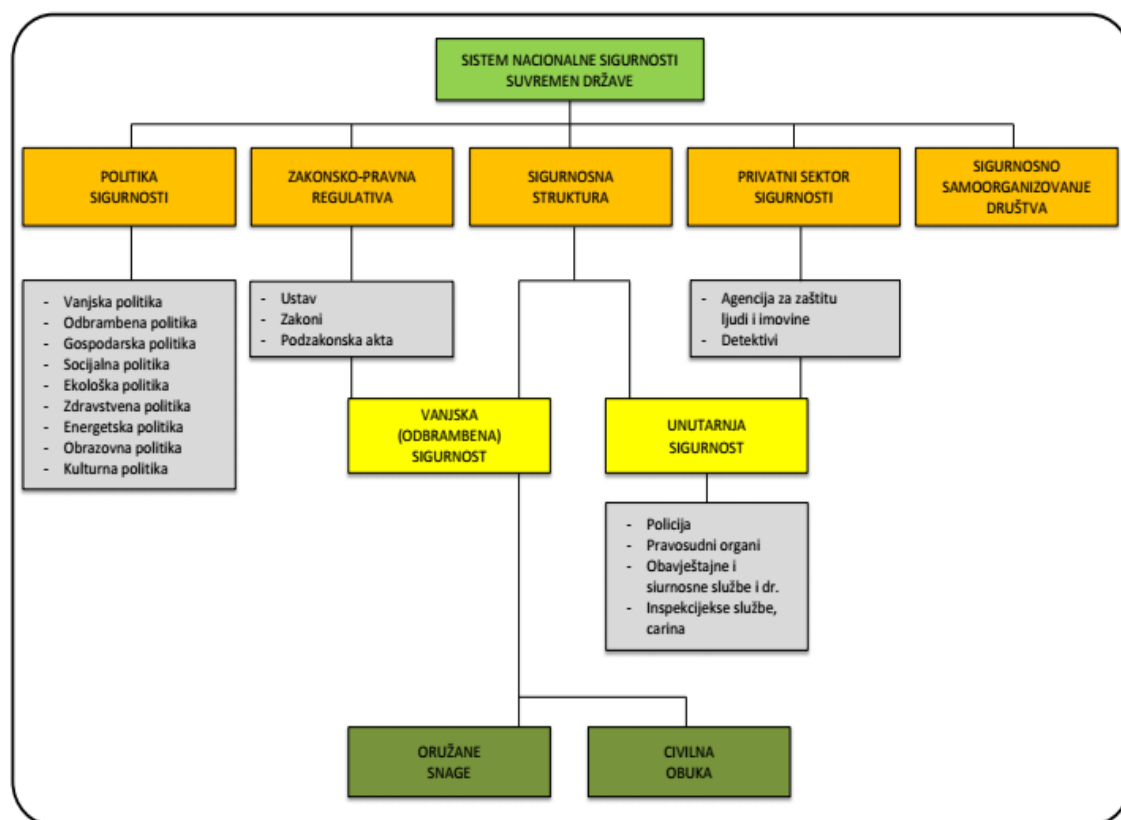 SISTEM NACIONALNE SIGURNOSTI
SUVREMEN DRŽAVE
POLITIKA
SIGURNOSTI
ZAKONSKO-PRAVNA
REGULATIVA
SIGURNOSNA
STRUKTURA
PRIVATNI SEKTOR
SIGURNOSTI
SIGURNOSNO
SAMOORGANIZOVANJE
DRUŠTVA
- Vanjska politika
- Odbrambena politika
- Gospodarska politika
- Socijalna politika
- Ekološka politika
- Zdravstvena politika
- Energetska politika
- Obrazovna politika
- Kulturna politika
- Ustav
- Zakoni
- Podzakonska akta
- Agencija za zaštitu
ljudi i imovine
- Detektivi
VANJSKA
(ODBRAMBENA)
SIGURNOST
UNUTARNJA
SIGURNOST
- Policija
- Pravosudni organi
- Obavještajne i
siurnosne službe i dr.
- Inspekcijekse službe,
carina
ORUŽANE
SNAGE
CIVILNA
OBUKA